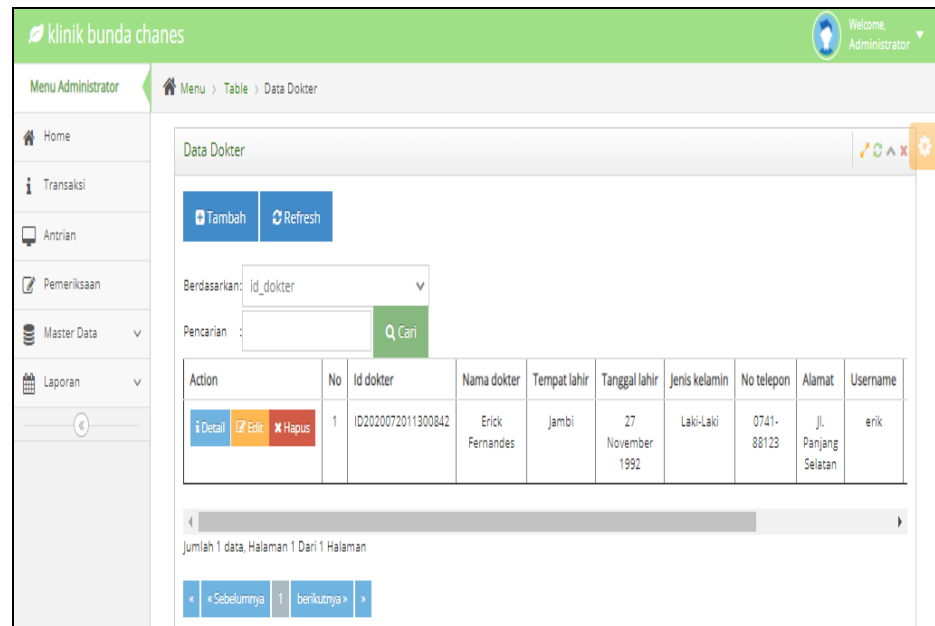 klinik bunda chanes
Welcome,
Administrator
Menu Administrator
Menu > Table > Data Dokter
Home
Transaksi
Antrian
Pemeriksaan
Master Data
Laporan
Data Dokter
Tambah Refresh
Berdasarkan: id_dokter
Pencarian : Cari
Action No Id dokter Nama dokter Tempat lahir Tanggal lahir Jenis kelamin No telepon Alamat Username
Detail Edit Hapus 1 ID2020072011300842 Erick Jambi 27 Laki-Laki 0741- Jl. erik
Fernandes November 88123 Panjang
1992 Selatan
Jumlah 1 data, Halaman 1 Dari 1 Halaman
« « Sebelumnya 1 berikutnya » »